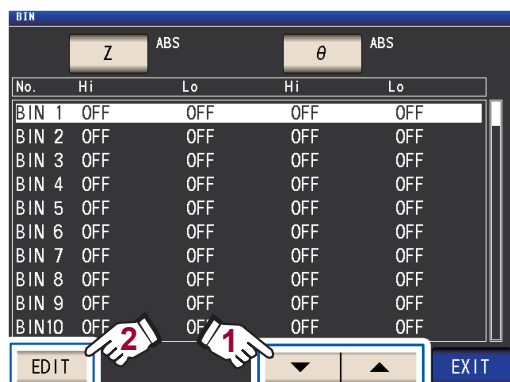 BIN
Z ABS θ ABS
No. Hi Lo Hi Lo
BIN 1 OFF OFF OFF OFF
BIN 2 OFF OFF OFF OFF
BIN 3 OFF OFF OFF OFF
BIN 4 OFF OFF OFF OFF
BIN 5 OFF OFF OFF OFF
BIN 6 OFF OFF OFF OFF
BIN 7 OFF OFF OFF OFF
BIN 8 OFF OFF OFF OFF
BIN 9 OFF OFF OFF OFF
BIN10 OFF OFF OFF OFF
2 1
EDIT ▼ ▲ EXIT